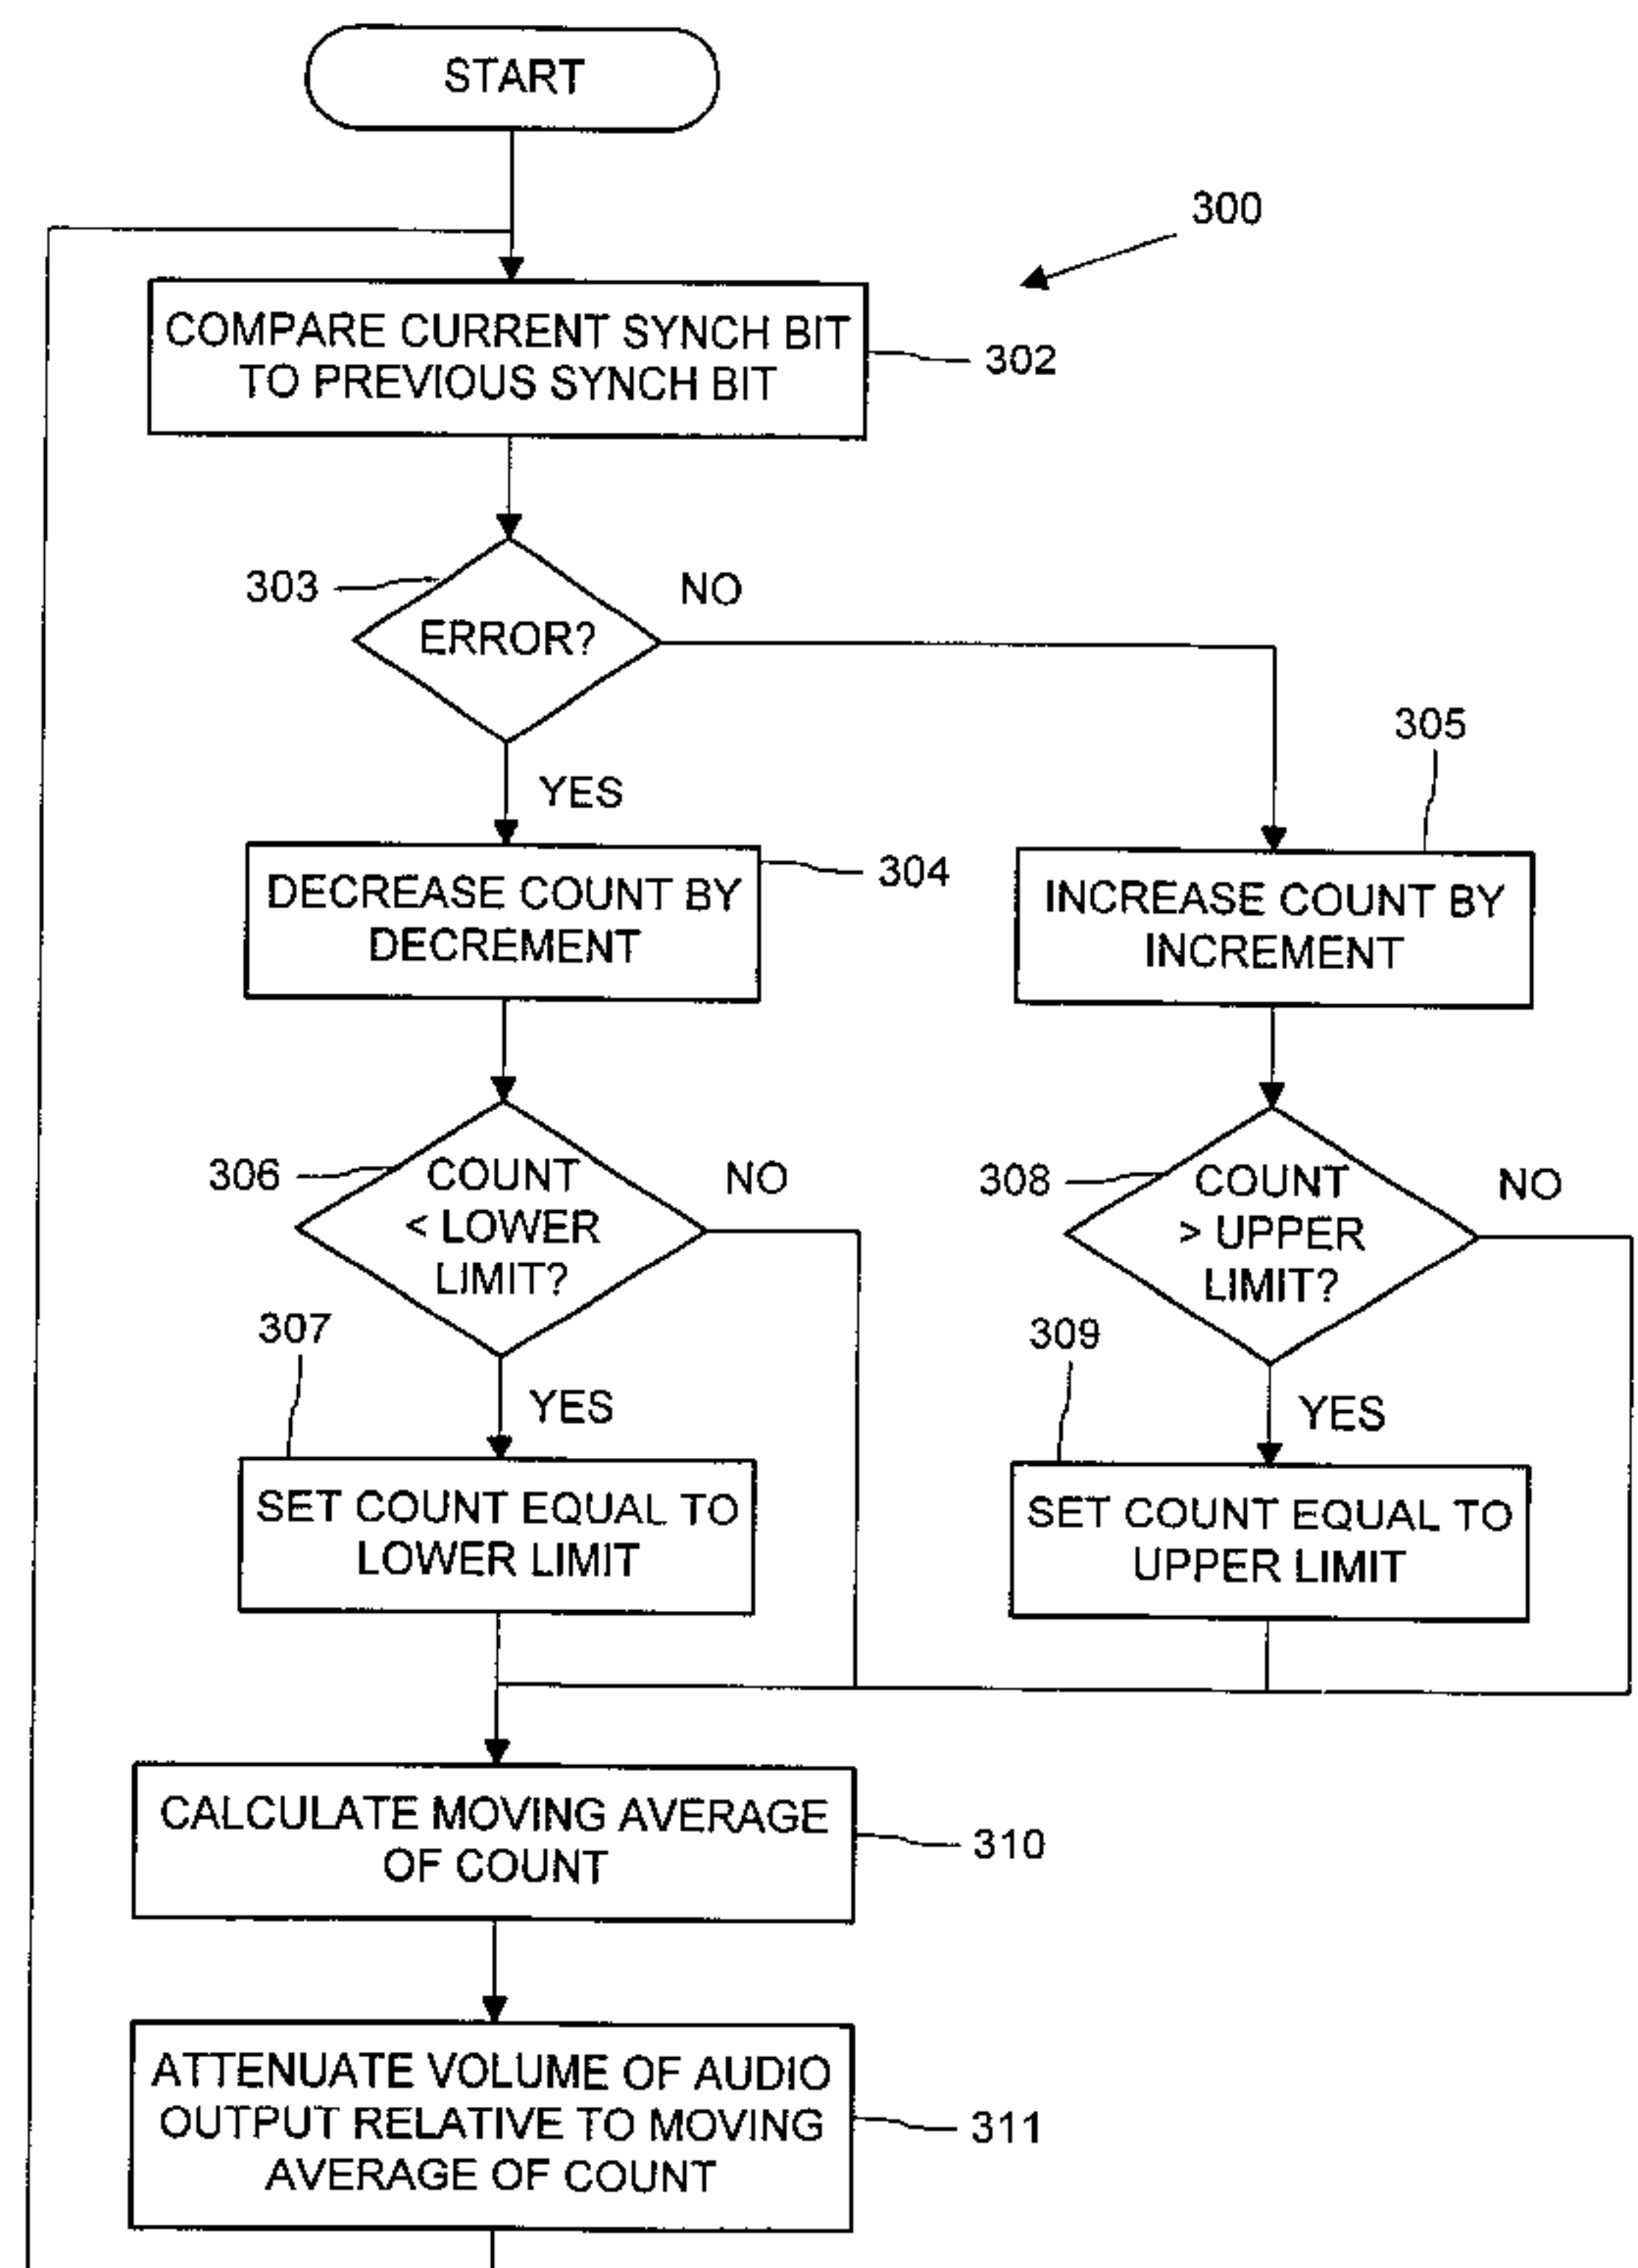 START
300
COMPARE CURRENT SYNCH BIT
TO PREVIOUS SYNCH BIT
302
303
ERROR?
NO
YES
305
DECREASE COUNT BY
DECREMENT
304
INCREASE COUNT BY
INCREMENT
306
COUNT
< LOWER
LIMIT?
NO
308
COUNT
> UPPER
LIMIT?
NO
307
YES
309
YES
SET COUNT EQUAL TO
LOWER LIMIT
SET COUNT EQUAL TO
UPPER LIMIT
CALCULATE MOVING AVERAGE
OF COUNT
310
ATTENUATE VOLUME OF AUDIO
OUTPUT RELATIVE TO MOVING
AVERAGE OF COUNT
311